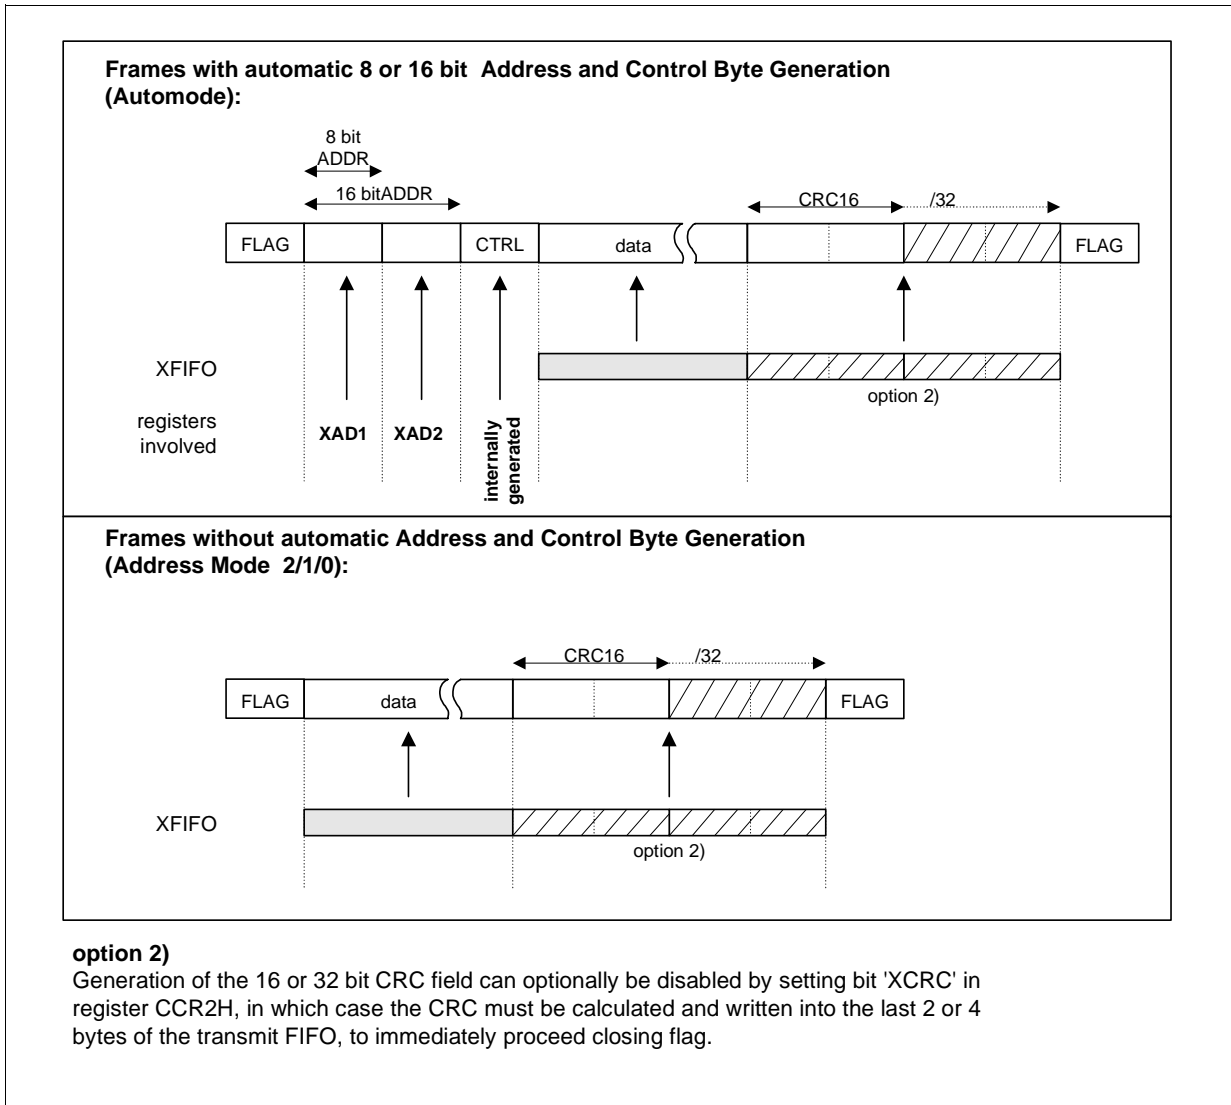 Frames with automatic 8 or 16 bit  Address and Control Byte Generation
(Automode):
8 bit
ADDR
16 bitADDR
CRC16
/32
FLAG
CTRL
data
FLAG
XFIFO
option 2)
registers
involved
XAD1
XAD2
internally
generated
Frames without automatic Address and Control Byte Generation
(Address Mode  2/1/0):
CRC16
/32
FLAG
data
FLAG
XFIFO
option 2)
option 2)
Generation of the 16 or 32 bit CRC field can optionally be disabled by setting bit 'XCRC' in
register CCR2H, in which case the CRC must be calculated and written into the last 2 or 4
bytes of the transmit FIFO, to immediately proceed closing flag.